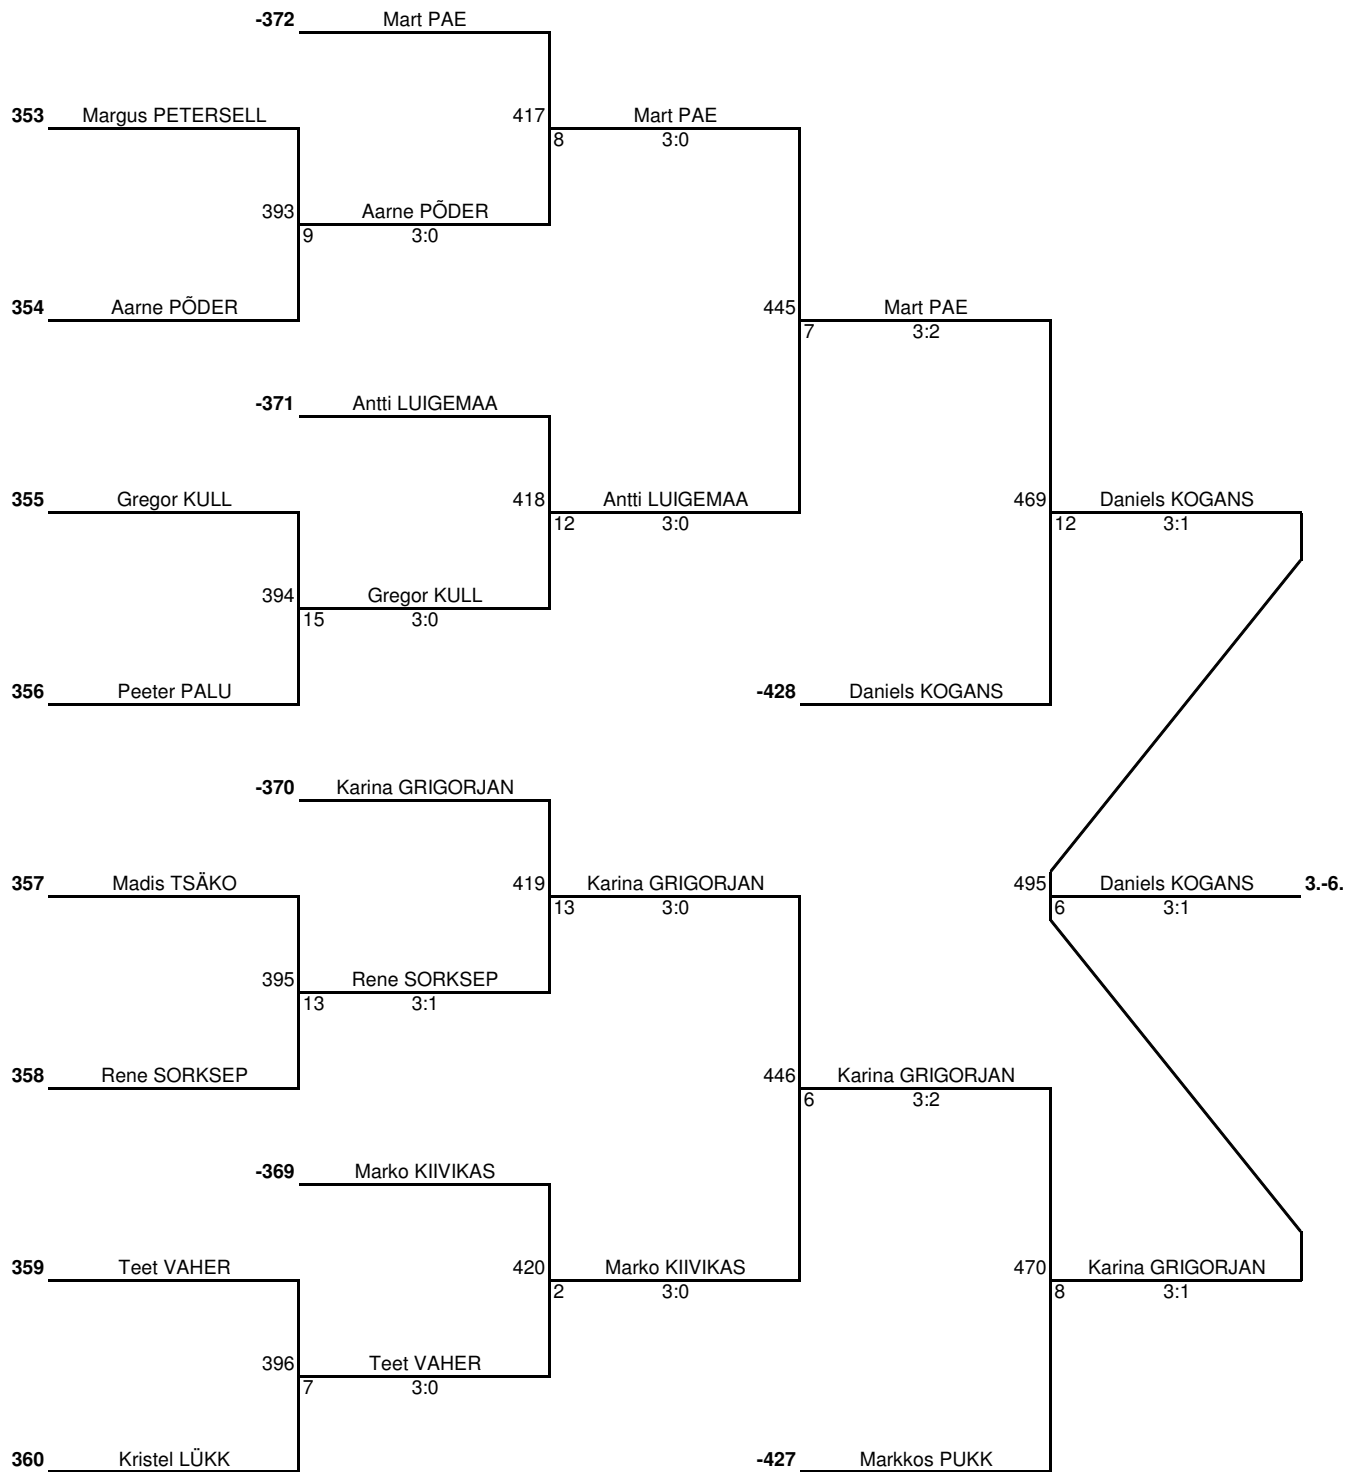 -372 Mart PAE
353 Margus PETERSELL 417 Mart PAE
8 3:0
393 Aarne PÕDER
9 3:0
354 Aarne PÕDER 445 Mart PAE
7 3:2
-371 Antti LUIGEMAA
355 Gregor KULL 418 Antti LUIGEMAA 469 Daniels KOGANS
12 3:0 12 3:1
394 Gregor KULL
15 3:0
356 Peeter PALU -428 Daniels KOGANS
-370 Karina GRIGORJAN
357 Madis TSÄKO 419 Karina GRIGORJAN 495 Daniels KOGANS 3.-6.
13 3:0 6 3:1
395 Rene SORKSEP
13 3:1
358 Rene SORKSEP 446 Karina GRIGORJAN
6 3:2
-369 Marko KIIVIKAS
359 Teet VAHER 420 Marko KIIVIKAS 470 Karina GRIGORJAN
2 3:0 8 3:1
396 Teet VAHER
7 3:0
360 Kristel LÜKK -427 Markkos PUKK